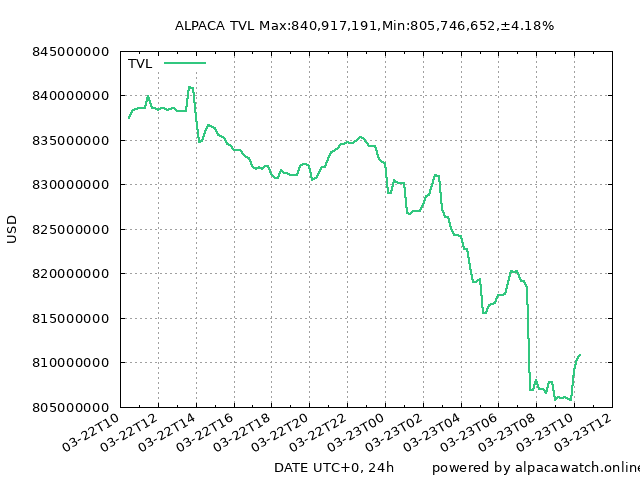 ALPACA TVL Max:840,917,191,Min:805,746,652,±4.18%
TVL
845000000
840000000
835000000
830000000
825000000
820000000
815000000
810000000
805000000
USD
03-22T10
03-22T12
03-22T14
03-22T16
03-22T18
03-22T20
03-22T22
03-23T00
03-23T02
03-23T04
03-23T06
03-23T08
03-23T10
03-23T12
DATE UTC+0, 24h
powered by alpacawatch.online